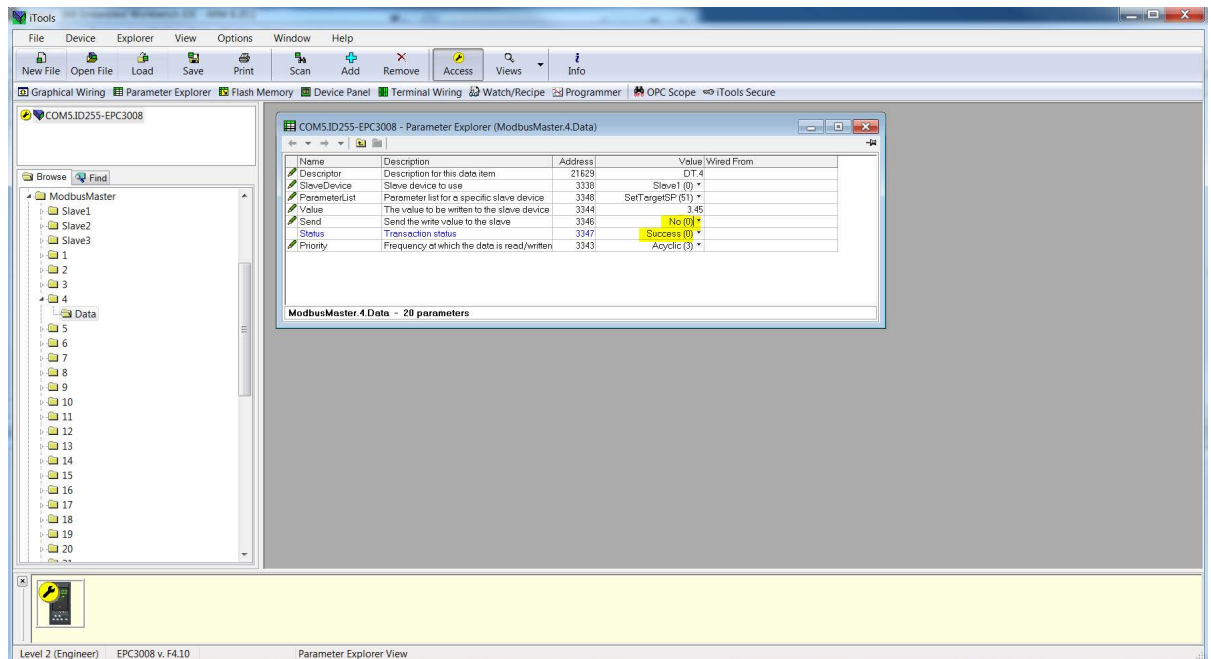 iTools
File Device Explorer View Options Window Help
New File Open File Load Save Print Scan Add Remove Access Views Info
Graphical Wiring Parameter Explorer Flash Memory Device Panel Terminal Wiring Watch/Recipe Programmer OPC Scope iTools Secure
COM5.ID255-EPC3008
COM5.ID255-EPC3008 - Parameter Explorer (ModbusMaster.4.Data)
Name Description Address Value Wired From
Descriptor Description for this data item 21629 DT.4
SlaveDevice Slave device to use 3338 Slave1 (0)
ParameterList Parameter list for a specific slave device 3348 SetTargetSP (51)
Value The value to be written to the slave device 3344 3.45
Send Send the write value to the slave 3346 No (0)
Status Transaction status 3347 Success (0)
Priority Frequency at which the data is read/written 3343 Acyclic (3)
ModbusMaster.4.Data - 20 parameters
Browse Find
ModbusMaster
Slave1
Slave2
Slave3
1
2
3
4
Data
5
6
7
8
9
10
11
12
13
14
15
16
17
18
19
20
Level 2 (Engineer) EPC3008 v. F4.10 Parameter Explorer View